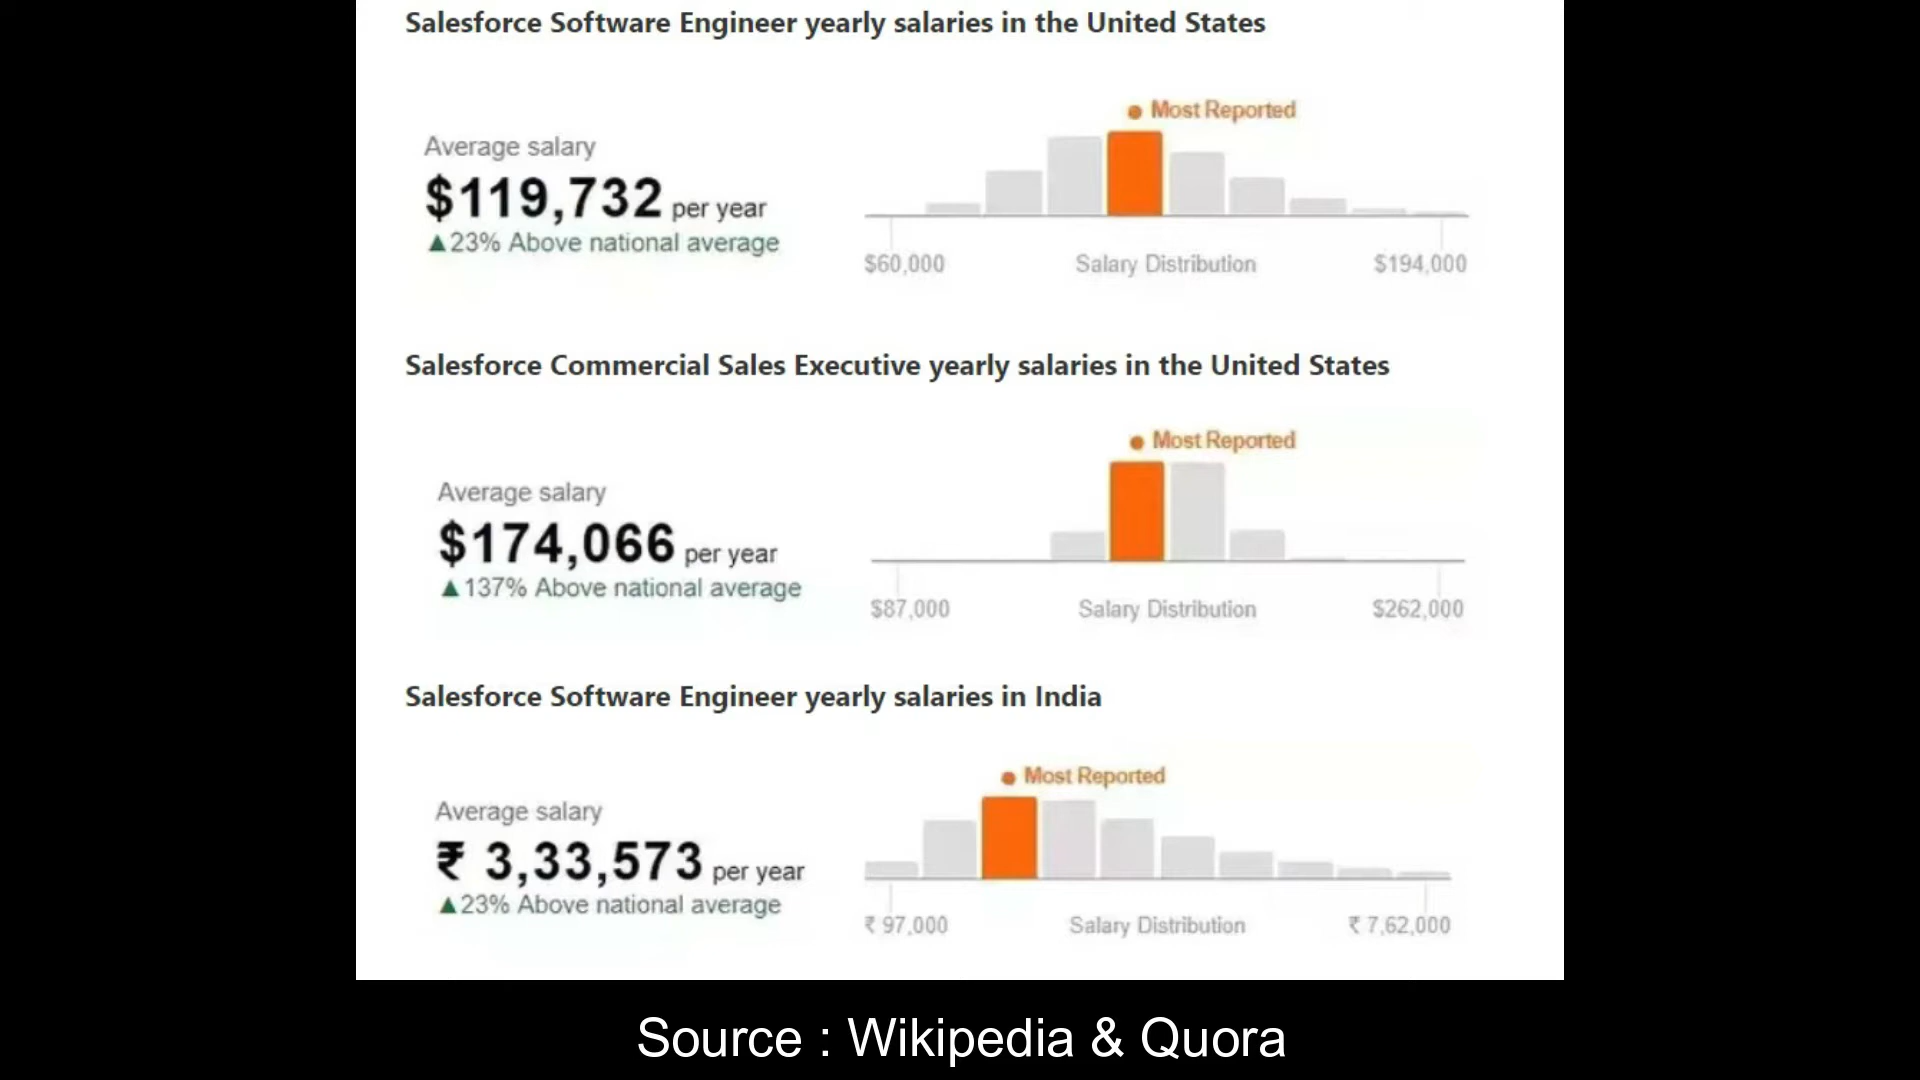 Salesforce Software Engineer yearly salaries in the United States
Most Reported
Average salary
$119,732 per year
▲23% Above national average
$60,000 Salary Distribution $194,000
Salesforce Commercial Sales Executive yearly salaries in the United States
Most Reported
Average salary
$174,066 per year
▲137% Above national average
$87,000 Salary Distribution $262,000
Salesforce Software Engineer yearly salaries in India
Most Reported
Average salary
₹ 3,33,573 per year
▲23% Above national average
₹ 97,000 Salary Distribution ₹ 7,62,000
Source : Wikipedia & Quora